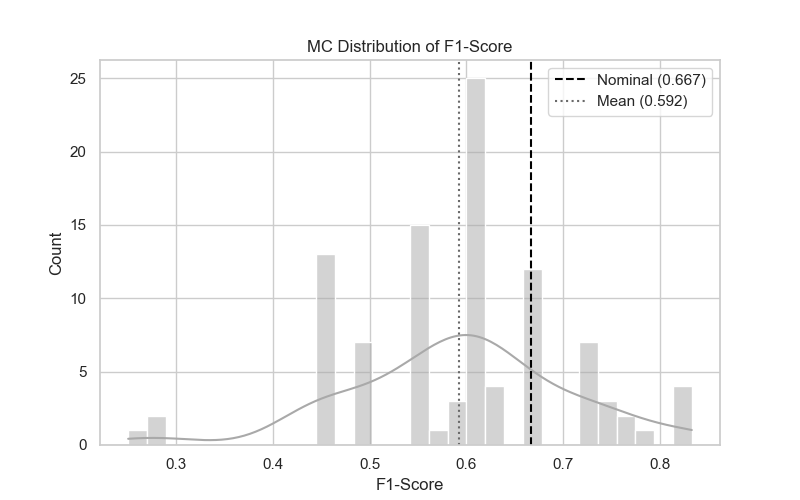 MC Distribution of F1-Score
Nominal (0.667)
Mean (0.592)
Count
25
20
15
10
5
0
0.3 0.4 0.5 0.6 0.7 0.8
F1-Score